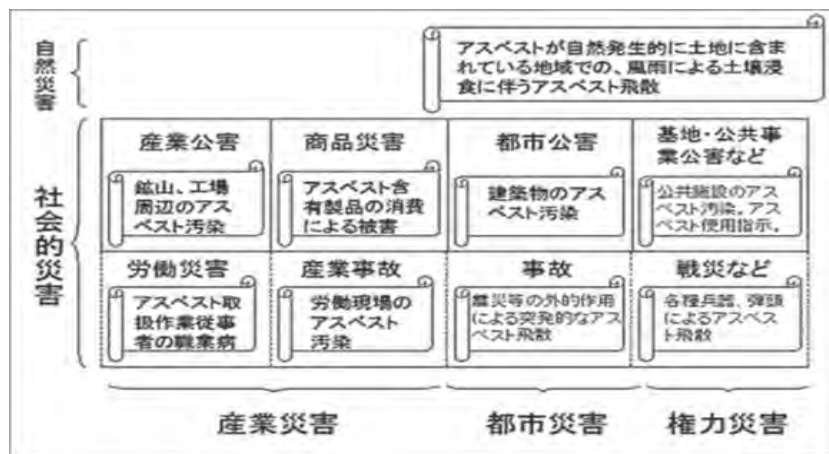 自然災害
アスベストが自然発生的に土地に含ま
れている地域での、風雨による土壌浸
食に伴うアスベスト飛散
社会的災害
産業公害
鉱山、工場
周辺のアス
ベスト汚染
商品災害
アスベスト含
有製品の消費
による被害
都市公害
建築物のアス
ベスト汚染
基地・公共事
業公害など
公共施設のアス
ベスト汚染。アス
ベスト使用指示。
労働災害
アスベスト取
扱作業従事
者の職業病
産業事故
労働現場の
アスベスト
汚染
事故
震災等の外的作用
による突発的なアス
ベスト飛散
戦災など
各種兵器、弾頭
によるアスベス
ト飛散
産業災害
都市災害
権力災害